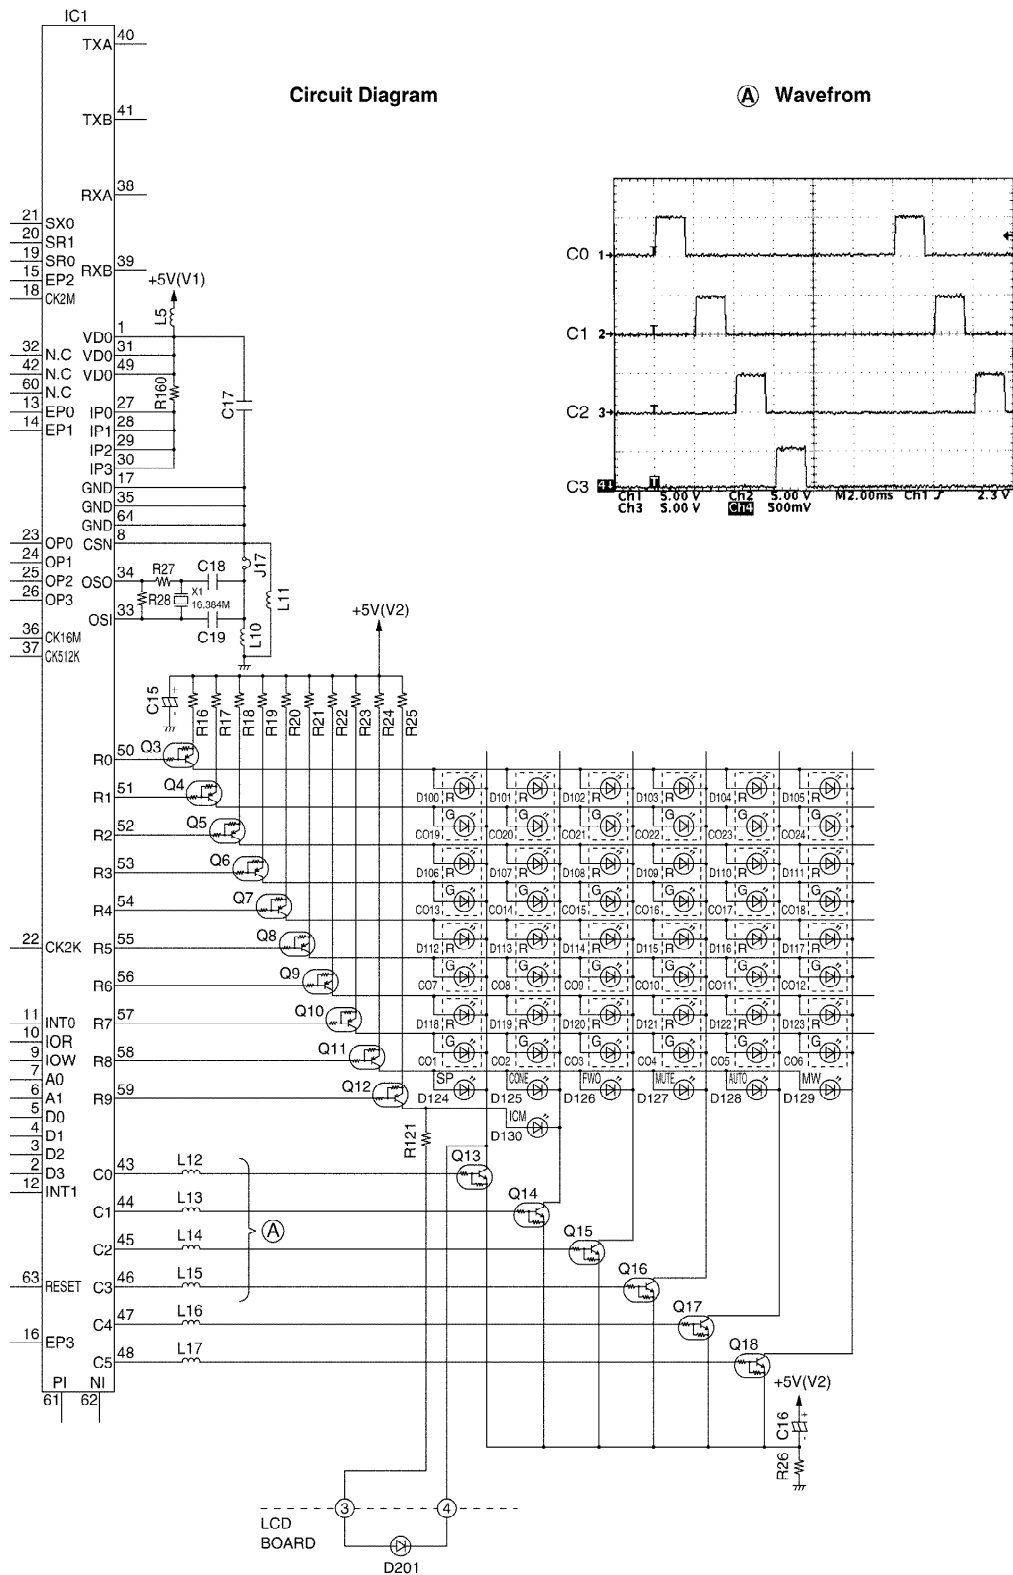 IC1
TXA 40
Circuit Diagram
Ⓐ Wavefrom
TXB 41
RXA 38
21 SX0
20 SR1
19 SR0
15 EP2
18 CK2M
RXB 39
+5V(V1)
L5
VD0 1
32 N.C VD0 31
42 N.C VD0 49
60 N.C
R160
C17
13 EP0 IP0 27
14 EP1 IP1 28
IP2 29
IP3 30
GND 17
GND 35
GND 64
23 OP0 CSN 8
24 OP1
25 OP2 OSO 34
26 OP3
R27
C18
J17
R28
X1
16.384M
L11
OSI 33
C19
L10
36 CK16M
37 CK512K
C0 1
C1 2
C2 3
C3 4
T
Ch1 5.00 V Ch2 5.00 V M2.00ms Ch1 2.3 V
Ch3 5.00 V Ch4 500mV
+5V(V2)
C15
+
-
R16 R17 R18 R19 R20 R21 R22 R23 R24 R25
R0 50 Q3
R1 51 Q4
R2 52 Q5
R3 53 Q6
R4 54 Q7
22 CK2K R5 55 Q8
R6 56 Q9
11 INT0 R7 57 Q10
10 IOR
9 IOW R8 58 Q11
7 A0
6 A1 R9 59 Q12
5 D0
4 D1
3 D2
2 D3
12 INT1
D100 R D101 R D102 R D103 R D104 R D105 R
G G G G G G
CO19 CO20 CO21 CO22 CO23 CO24
D106 R D107 R D108 R D109 R D110 R D111 R
G G G G G G
CO13 CO14 CO15 CO16 CO17 CO18
D112 R D113 R D114 R D115 R D116 R D117 R
G G G G G G
CO7 CO8 CO9 CO10 CO11 CO12
D118 R D119 R D120 R D121 R D122 R D123 R
G G G G G G
CO1 CO2 CO3 CO4 CO5 CO6
SP CONE FWO MUTE AUTO MW
D124 D125 D126 D127 D128 D129
ICM
D130
R121
C0 43 L12 Q13
C1 44 L13 Q14
Ⓐ
C2 45 L14 Q15
63 RESET C3 46 L15 Q16
C4 47 L16 Q17
16 EP3
C5 48 L17 Q18
PI NI
61 62
+5V(V2)
C16
+
-
R26
3 4
LCD
BOARD
D201